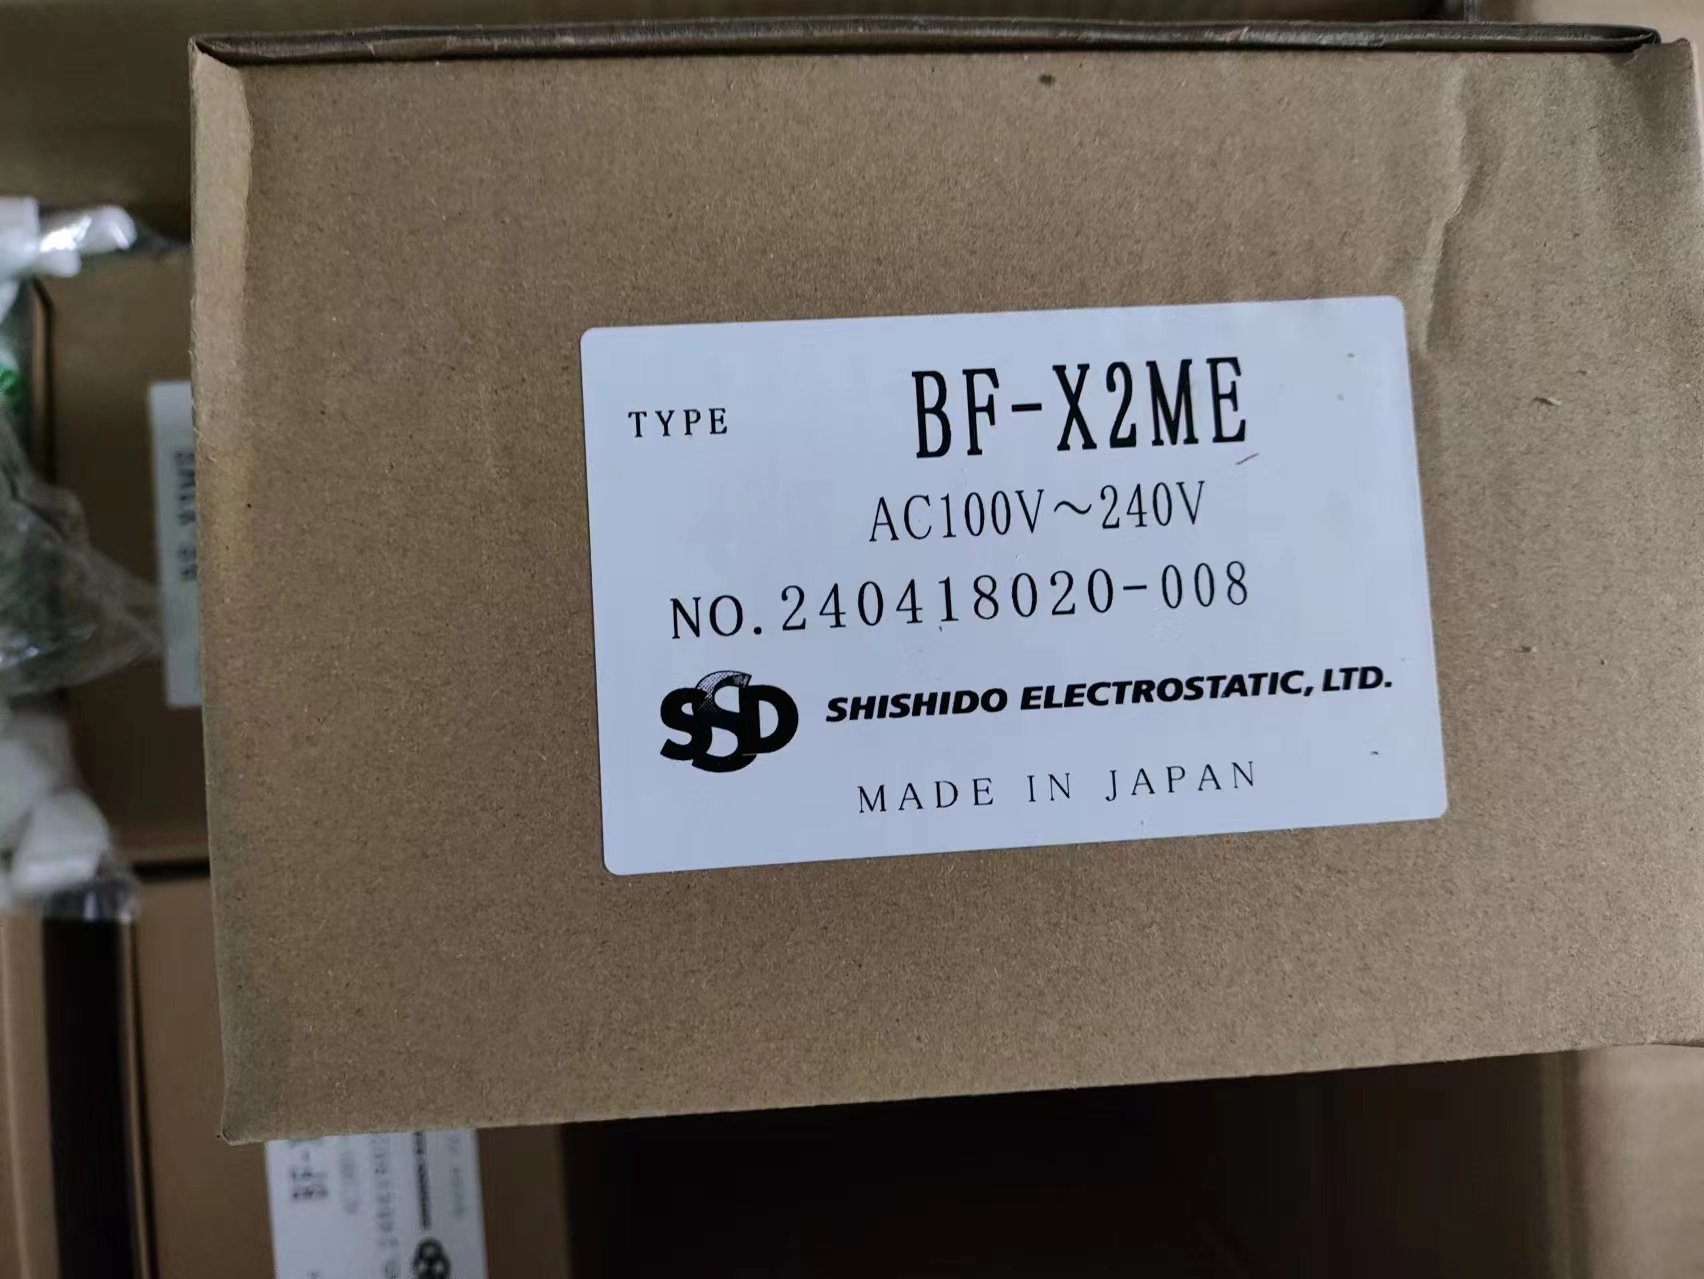 TYPE BF-X2ME
AC100V～240V
NO.240418020-008
SSD SHISHIDO ELECTROSTATIC, LTD.
MADE IN JAPAN